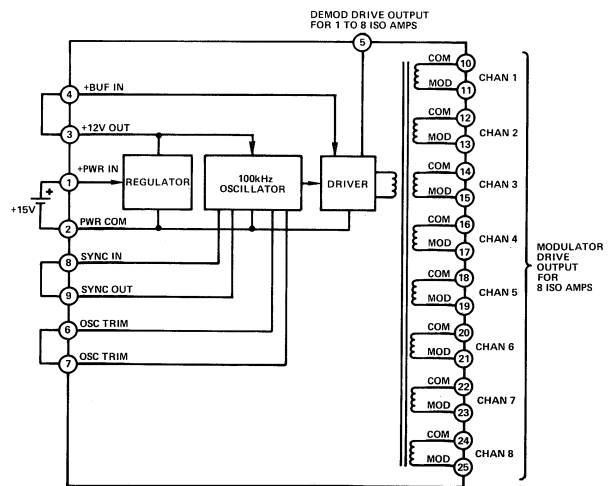 DEMOD DRIVE OUTPUT
FOR 1 TO 8 ISO AMPS
5
4
+BUF IN
3
+12V OUT
1
+PWR IN
+
+15V
2
PWR COM
8
SYNC IN
9
SYNC OUT
6
OSC TRIM
7
OSC TRIM
REGULATOR
100kHz
OSCILLATOR
DRIVER
COM
10
CHAN 1
MOD
11
COM
12
CHAN 2
MOD
13
COM
14
CHAN 3
MOD
15
COM
16
CHAN 4
MOD
17
COM
18
CHAN 5
MOD
19
COM
20
CHAN 6
MOD
21
COM
22
CHAN 7
MOD
23
COM
24
CHAN 8
MOD
25
MODULATOR
DRIVE
OUTPUT
FOR
8 ISO AMPS